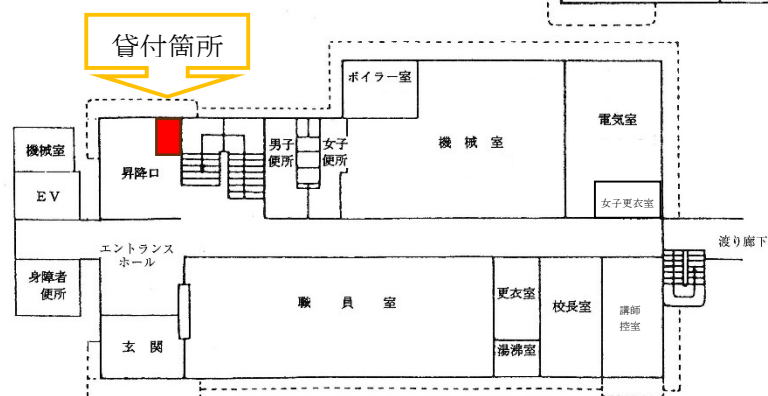 貸付箇所
ボイラー室
電気室
機械室
男子
便所
女子
便所
機械室
昇降口
EV
女子更衣室
渡り廊下
エントランス
ホール
身障者
便所
職員室
更衣室
校長室
講師
控室
湯沸室
玄関